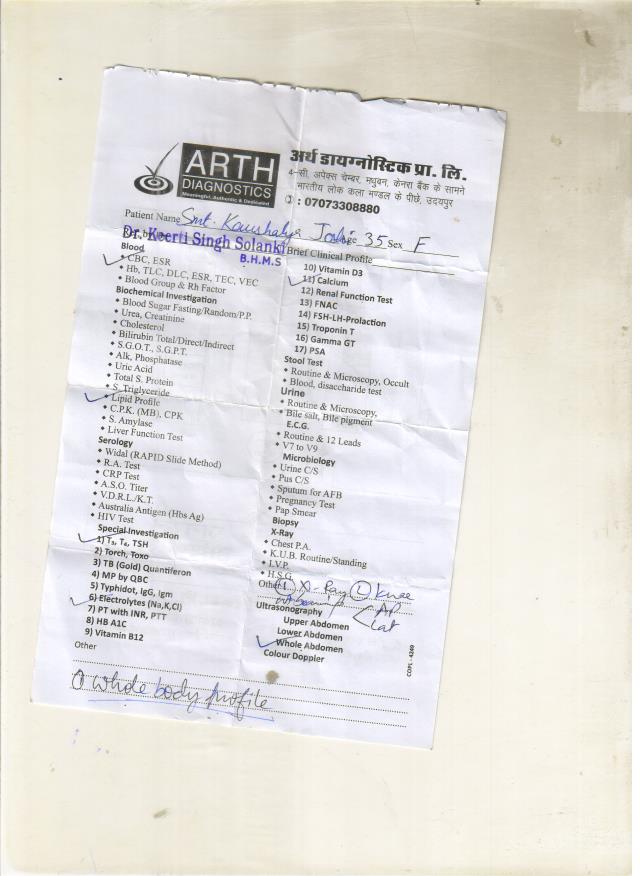 ARTH
DIAGNOSTICS
Meaningful, Authentic & Dedicated
अर्थ डायग्नोस्टिक प्रा. लि.
4-सी, अपेक्स चेम्बर, मधुबन, केनरा बैंक के सामने
भारतीय लोक कला मण्डल के पीछे, उदयपुर
: 07073308880
Patient Name Smt. Kaushalya Joshi Age 35 Sex F
Dr. Keerti Singh Solanki
B.H.M.S
Brief Clinical Profile
Blood
CBC, ESR
Hb, TLC, DLC, ESR, TEC, VEC
Blood Group & Rh Factor
Biochemical Investigation
Blood Sugar Fasting/Random/P.P.
Urea, Creatinine
Cholesterol
Bilirubin Total/Direct/Indirect
S.G.O.T., S.G.P.T.
Alk, Phosphatase
Uric Acid
Total S. Protein
S. Triglyceride
Lipid Profile
C.P.K. (MB), CPK
S. Amylase
Liver Function Test
Serology
Widal (RAPID Slide Method)
R.A. Test
CRP Test
A.S.O. Titer
V.D.R.L./K.T.
Australia Antigen (Hbs Ag)
HIV Test
Special Investigation
1) T₃, T₄, TSH
2) Torch, Toxo
3) TB (Gold) Quantiferon
4) MP by QBC
5) Typhidot, IgG, Igm
6) Electrolytes (Na,K,Cl)
7) PT with INR, PTT
8) HB A1C
9) Vitamin B12
Other
10) Vitamin D3
11) Calcium
12) Renal Function Test
13) FNAC
14) FSH-LH-Prolaction
15) Troponin T
16) Gamma GT
17) PSA
Stool Test
Routine & Microscopy, Occult
Blood, disaccharide test
Urine
Routine & Microscopy,
Bile salt, Bile pigment
E.C.G.
Routine & 12 Leads
V7 to V9
Microbiology
Urine C/S
Pus C/S
Sputum for AFB
Pregnancy Test
Pap Smear
Biopsy
X-Ray
Chest P.A.
K.U.B. Routine/Standing
I.V.P.
H.S.G.
Other 1. X-Ray L Knee
AP
Lat
Ultrasonography
Upper Abdomen
Lower Abdomen
Whole Abdomen
Colour Doppler
COPL - 4249
① whole body profile